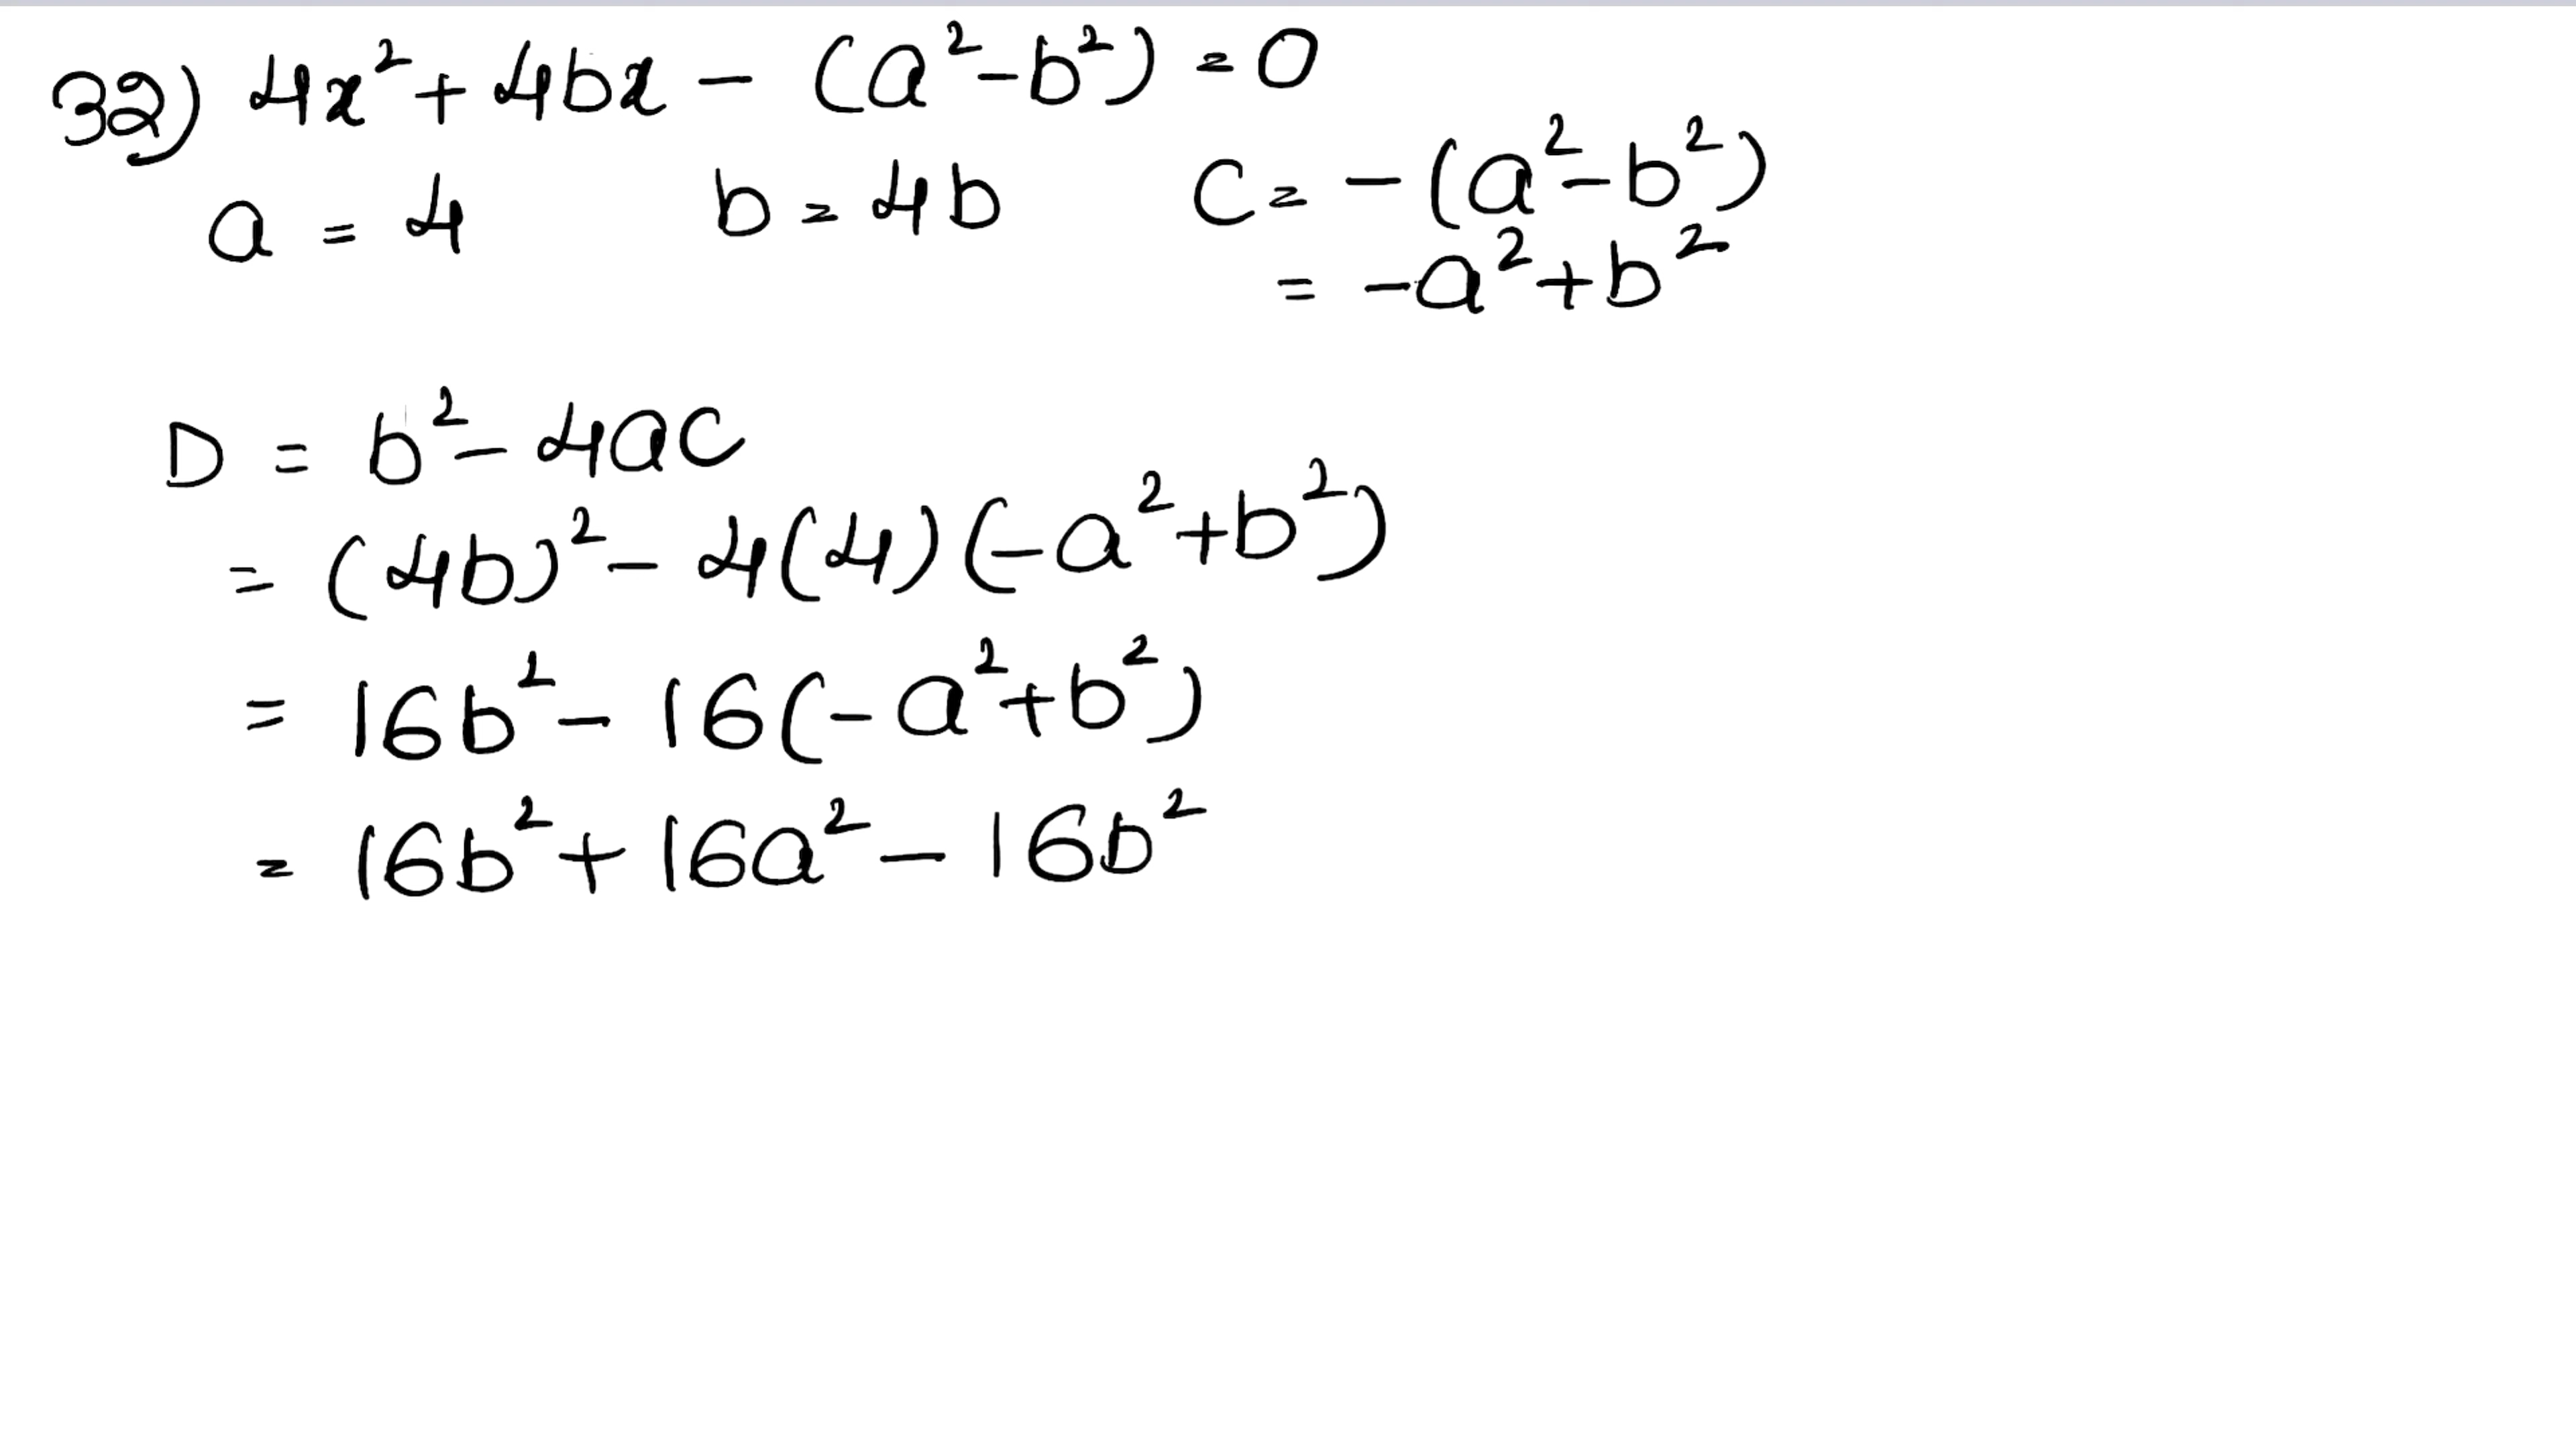 32) 4x² + 4bx - (a² - b²) = 0
a = 4 b = 4b C = - (a² - b²)
= -a² + b²
D = b² - 4ac
= (4b)² - 4(4)(-a² + b²)
= 16b² - 16(-a² + b²)
= 16b² + 16a² - 16b²